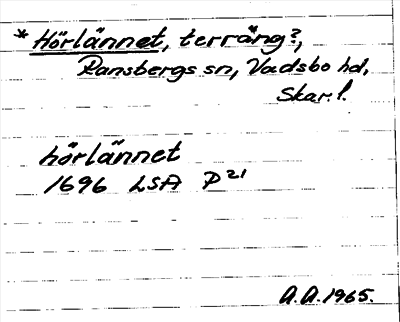 *Hörlännet, terräng?,
Ransbergs sn, Vadsbo hd,
Skar. l.
hörlännet
1696 LSA P21
A.A. 1965.